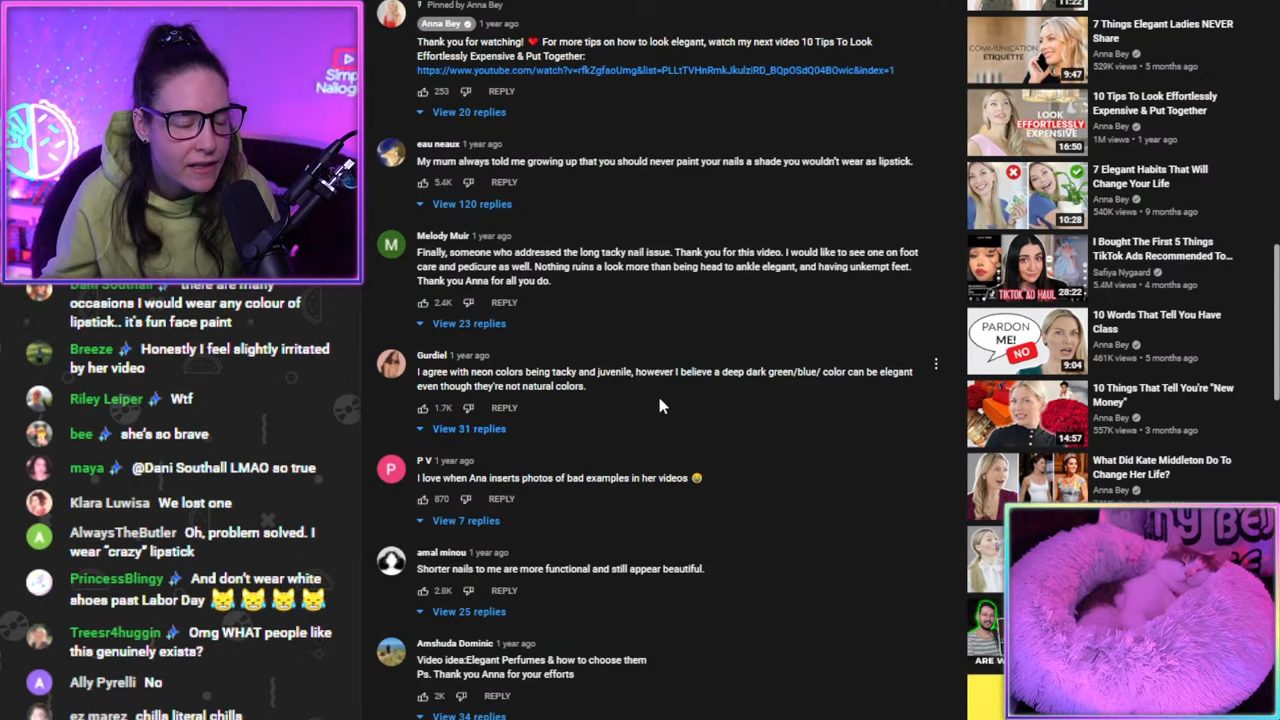 Simp
Nailog
Dani Southall there are many
occasions I would wear any colour of
lipstick.. it's fun face paint
Breeze Honestly I feel slightly irritated
by her video
Riley Leiper Wtf
bee she's so brave
maya @Dani Southall LMAO so true
Klara Luwisa We lost one
A
AlwaysTheButler Oh, problem solved. I
wear “crazy” lipstick
PrincessBlingy And don't wear white
shoes past Labor Day
Treesr4huggin Omg WHAT people like
this genuinely exists?
A
Ally Pyrelli No
ez marez chills literal chills
Pinned by Anna Bey
Anna Bey 1 year ago
Thank you for watching! ❤ For more tips on how to look elegant, watch my next video 10 Tips To Look
Effortlessly Expensive & Put Together:
https://www.youtube.com/watch?v=rfkZgfaoUmg&list=PLLtTVHnRmkJkulziRD_BQpOSdQ04BOwic&index=1
253 REPLY
View 20 replies
eau neaux 1 year ago
My mum always told me growing up that you should never paint your nails a shade you wouldn't wear as lipstick.
5.4K REPLY
View 120 replies
M
Melody Muir 1 year ago
Finally, someone who addressed the long tacky nail issue. Thank you for this video. I would like to see one on foot
care and pedicure as well. Nothing ruins a look more than being head to ankle elegant, and having unkempt feet.
Thank you Anna for all you do.
2.4K REPLY
View 23 replies
Gurdiel 1 year ago
I agree with neon colors being tacky and juvenile, however I believe a deep dark green/blue/ color can be elegant
even though they're not natural colors.
1.7K REPLY
View 31 replies
P
P V 1 year ago
I love when Ana inserts photos of bad examples in her videos 😅
870 REPLY
View 7 replies
amal minou 1 year ago
Shorter nails to me are more functional and still appear beautiful.
2.8K REPLY
View 25 replies
Amshuda Dominic 1 year ago
Video idea:Elegant Perfumes & how to choose them
Ps. Thank you Anna for your efforts
2K REPLY
View 34 replies
11:22
COMMUNICATION
ETIQUETTE
9:47
7 Things Elegant Ladies NEVER
Share
Anna Bey
529K views • 5 months ago
LOOK
EFFORTLESSLY
EXPENSIVE
16:50
10 Tips To Look Effortlessly
Expensive & Put Together
Anna Bey
1M views • 1 year ago
10:28
7 Elegant Habits That Will
Change Your Life
Anna Bey
540K views • 9 months ago
TIKTOK AD HAUL
28:22
I Bought The First 5 Things
TikTok Ads Recommended To...
Safiya Nygaard
5.4M views • 4 months ago
PARDON
ME!
NO
9:04
10 Words That Tell You Have
Class
Anna Bey
461K views • 5 months ago
14:57
10 Things That Tell You're "New
Money"
Anna Bey
557K views • 3 months ago
What Did Kate Middleton Do To
Change Her Life?
Anna Bey
ARE W
MY BE